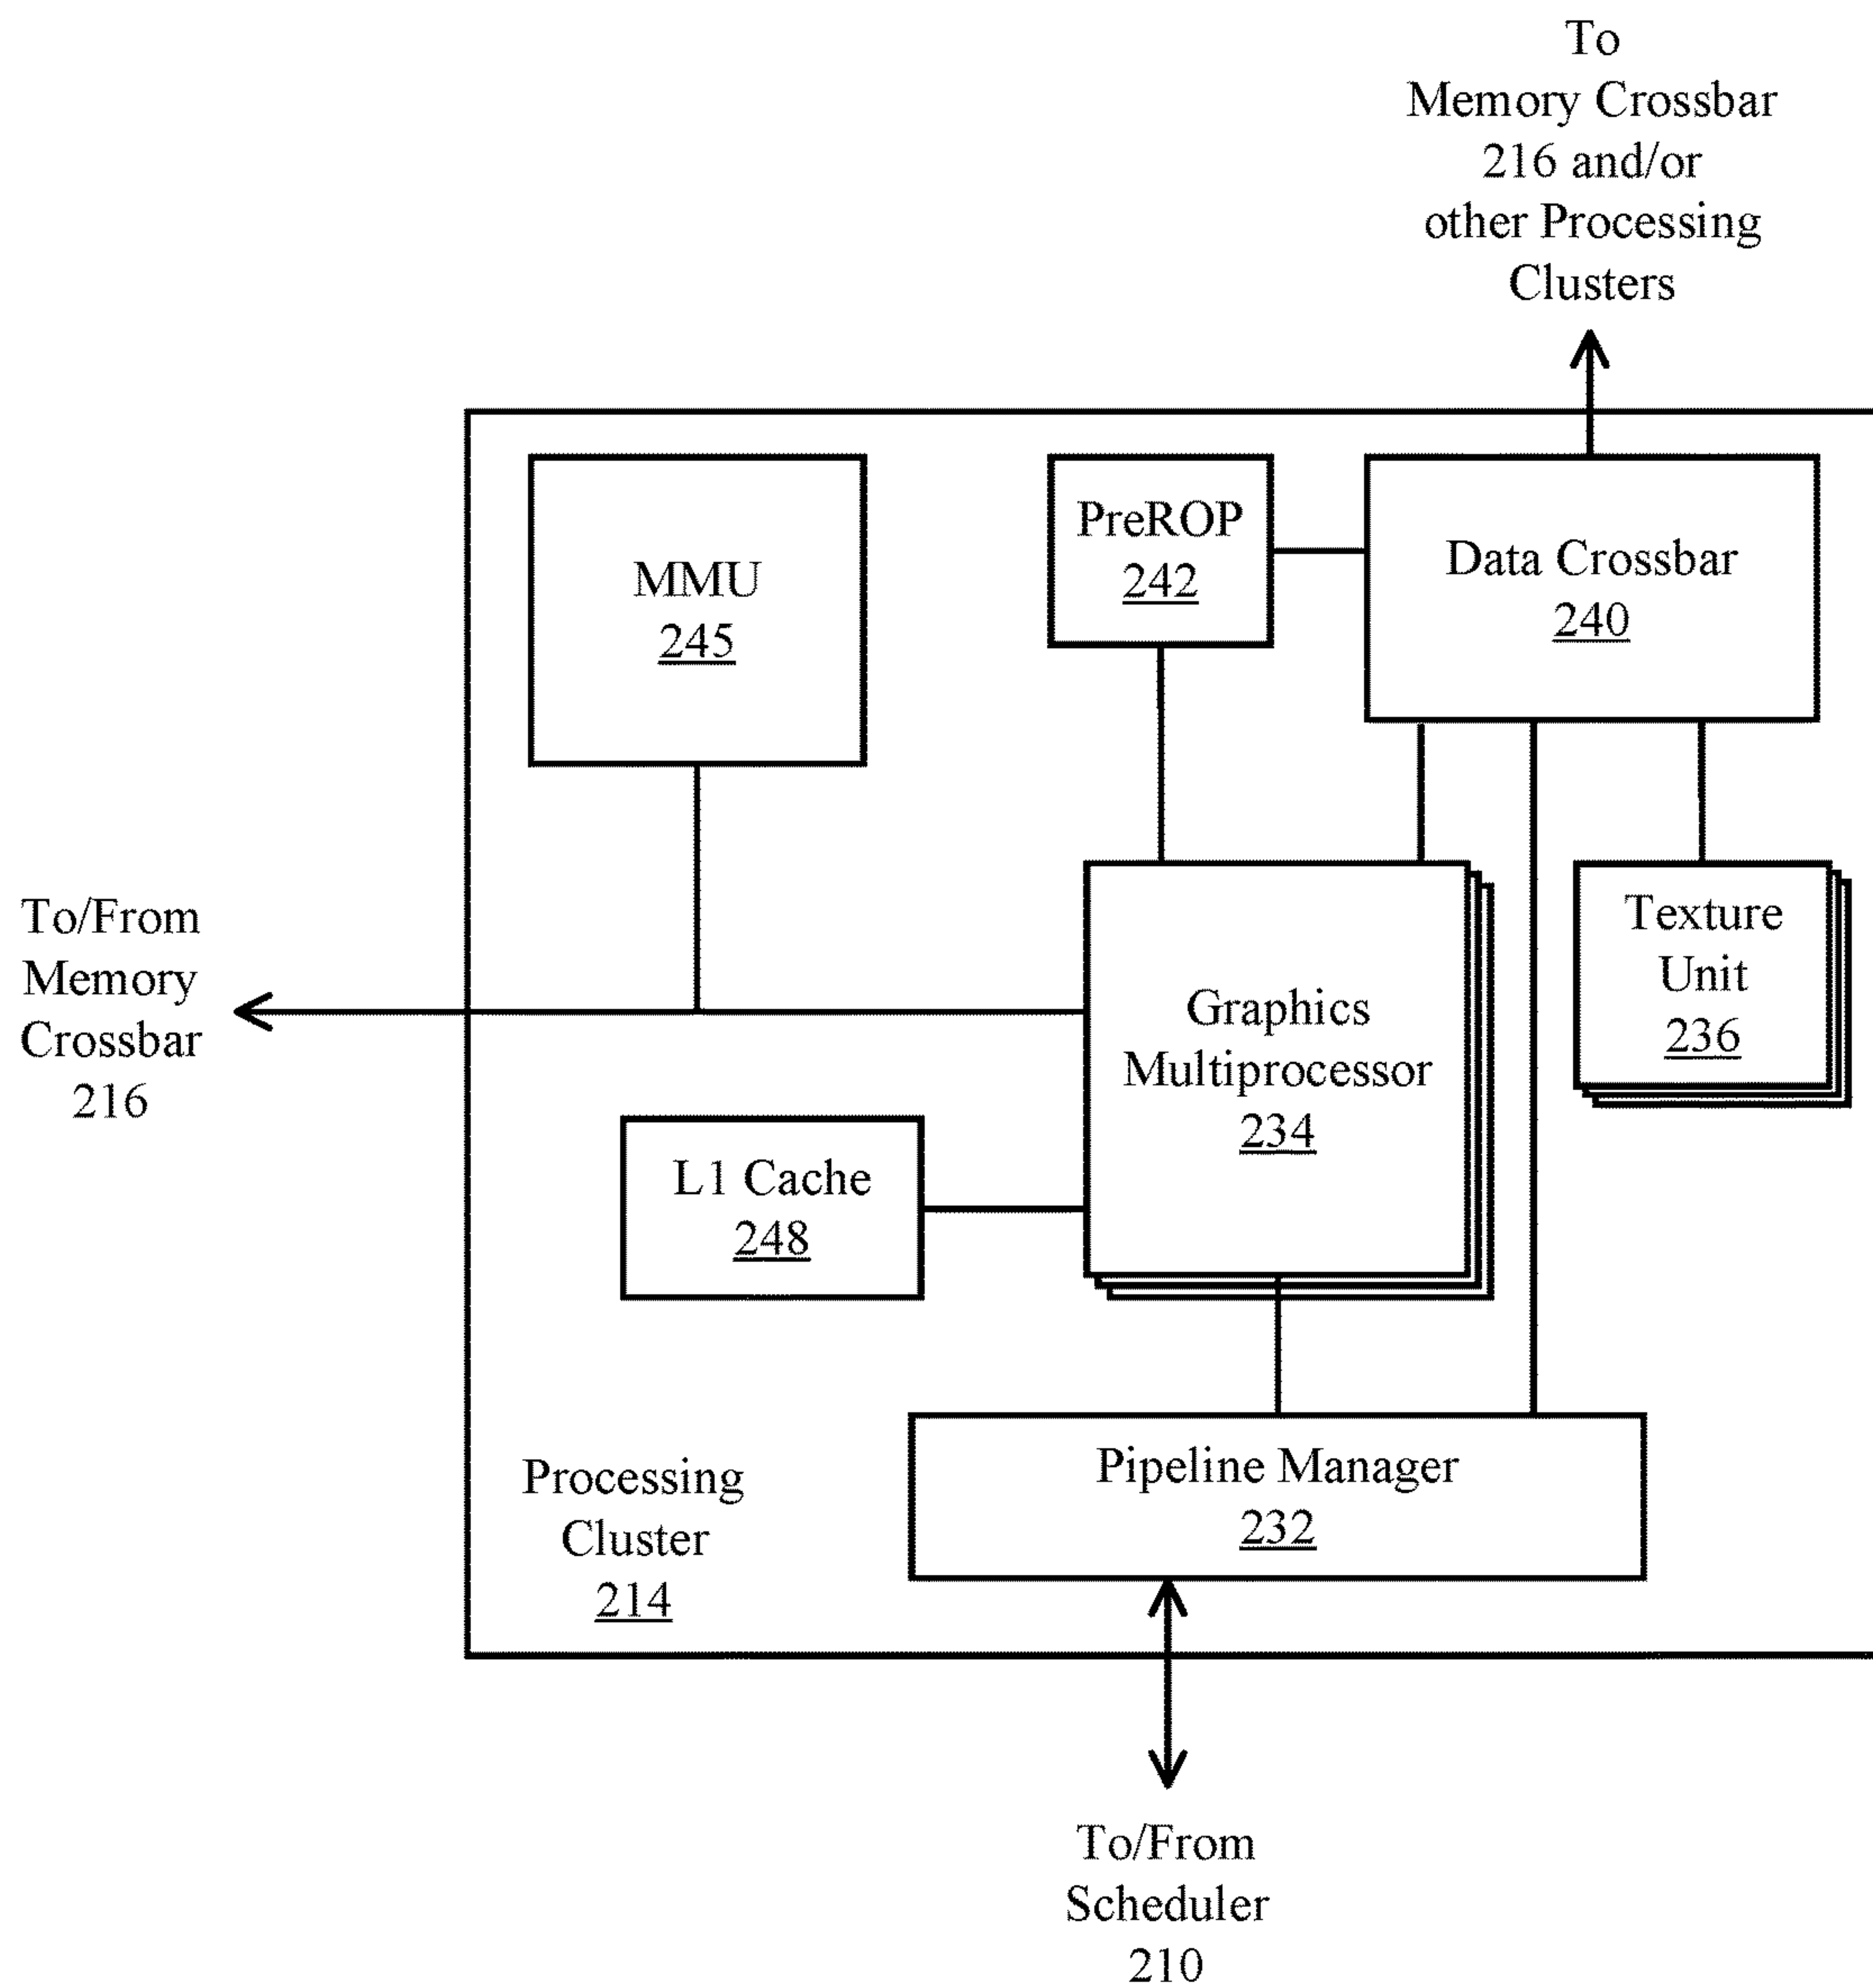 To
Memory Crossbar
216 and/or
other Processing
Clusters
MMU
245
PreROP
242
Data Crossbar
240
To/From
Memory
Crossbar
216
Graphics
Multiprocessor
234
Texture
Unit
236
L1 Cache
248
Processing
Cluster
214
Pipeline Manager
232
To/From
Scheduler
210